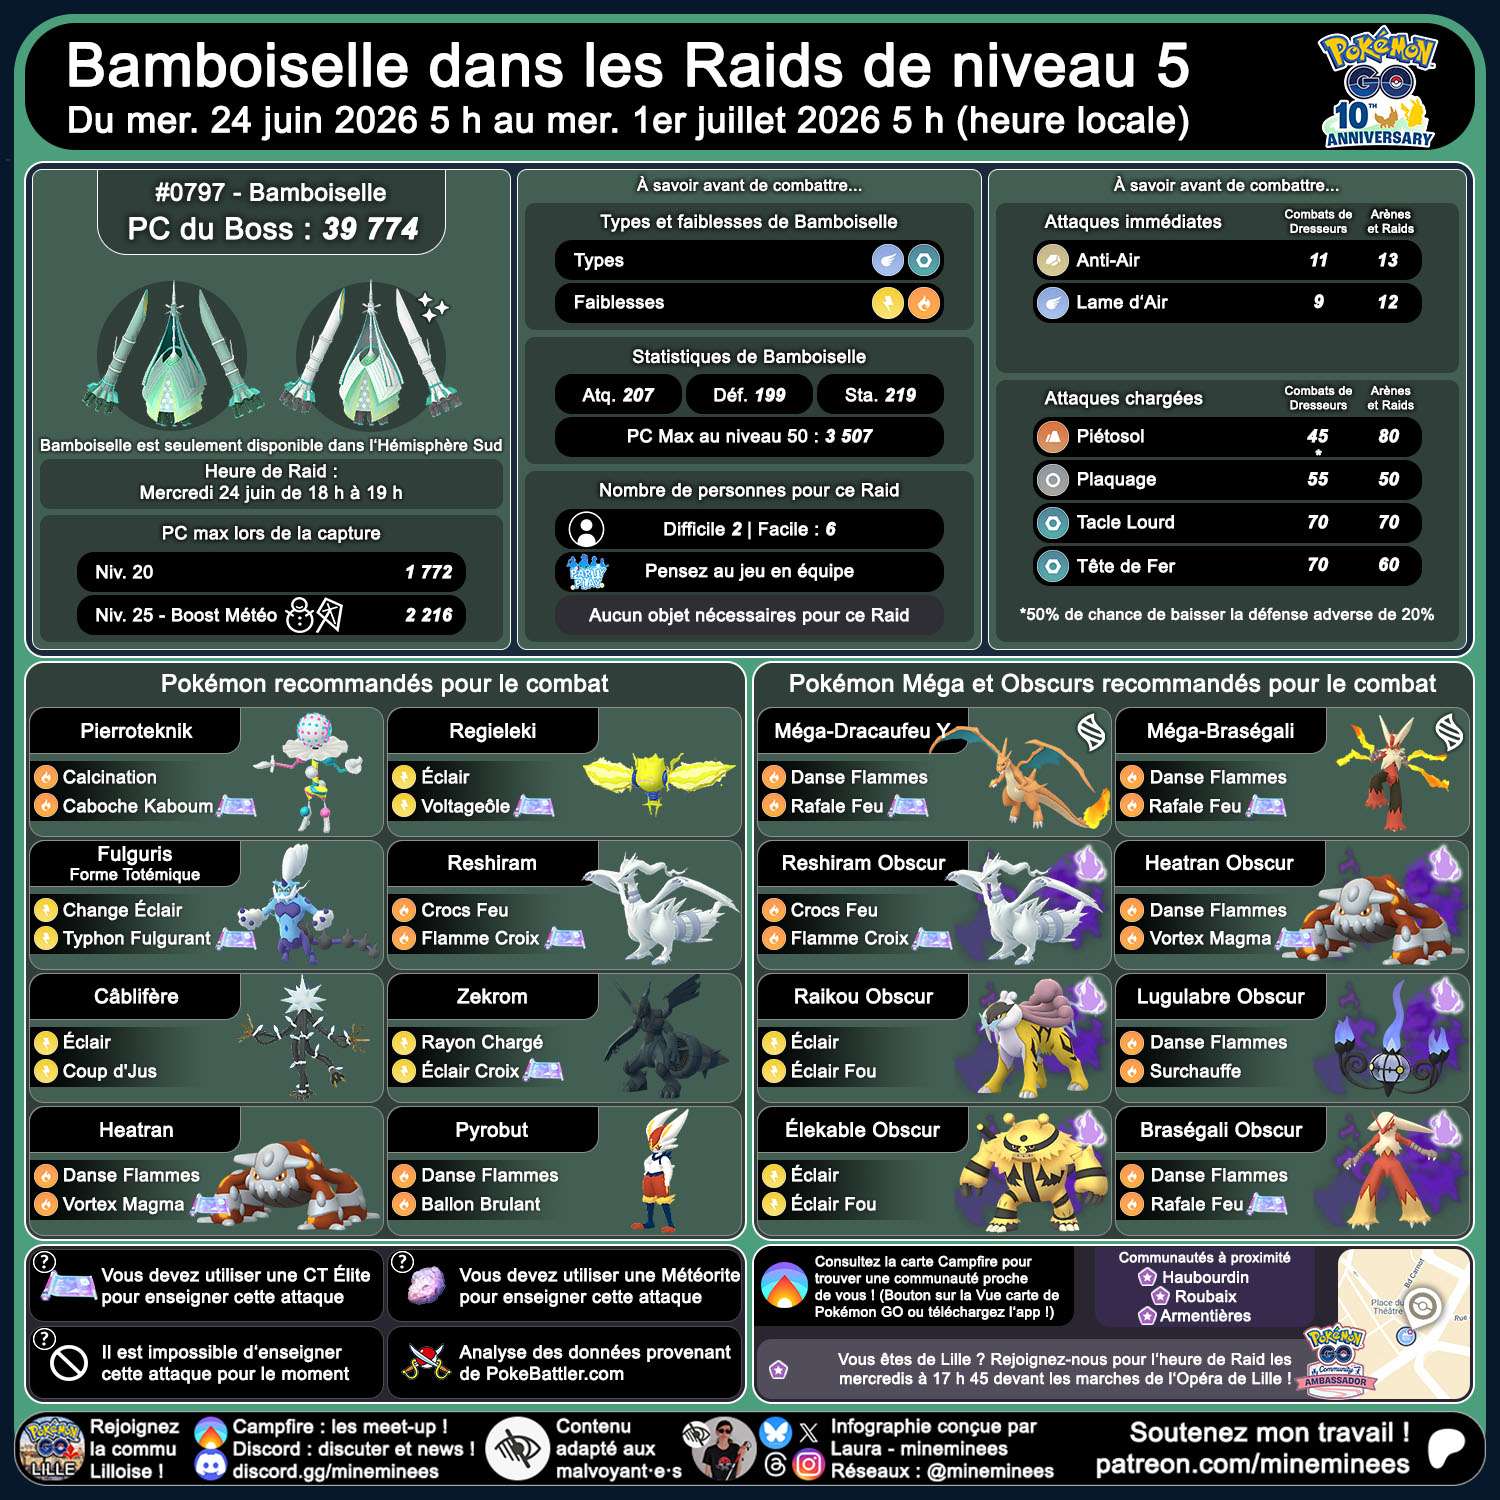 Bamboiselle dans les Raids de niveau 5
Du mer. 24 juin 2026 5 h au mer. 1er juillet 2026 5 h (heure locale)
POKÉMON
GO
10TH
ANNIVERSARY
#0797 - Bamboiselle
PC du Boss : 39 774
Bamboiselle est seulement disponible dans l'Hémisphère Sud
Heure de Raid :
Mercredi 24 juin de 18 h à 19 h
PC max lors de la capture
Niv. 20 1 772
Niv. 25 - Boost Météo 2 216
À savoir avant de combattre...
Types et faiblesses de Bamboiselle
Types
Faiblesses
Statistiques de Bamboiselle
Atq. 207 Déf. 199 Sta. 219
PC Max au niveau 50 : 3 507
Nombre de personnes pour ce Raid
Difficile 2 | Facile : 6
PARTY PLAY
Pensez au jeu en équipe
Aucun objet nécessaires pour ce Raid
À savoir avant de combattre...
Attaques immédiates Combats de Dresseurs Arènes et Raids
Anti-Air 11 13
Lame d'Air 9 12
Attaques chargées Combats de Dresseurs Arènes et Raids
Piétosol 45 80
*
Plaquage 55 50
Tacle Lourd 70 70
Tête de Fer 70 60
*50% de chance de baisser la défense adverse de 20%
Pokémon recommandés pour le combat
Pierroteknik
Calcination
Caboche Kaboum
Regieleki
Éclair
Voltageôle
Fulguris
Forme Totémique
Change Éclair
Typhon Fulgurant
Reshiram
Crocs Feu
Flamme Croix
Câblifère
Éclair
Coup d'Jus
Zekrom
Rayon Chargé
Éclair Croix
Heatran
Danse Flammes
Vortex Magma
Pyrobut
Danse Flammes
Ballon Brulant
Pokémon Méga et Obscurs recommandés pour le combat
Méga-Dracaufeu Y
Danse Flammes
Rafale Feu
Méga-Braségali
Danse Flammes
Rafale Feu
Reshiram Obscur
Crocs Feu
Flamme Croix
Heatran Obscur
Danse Flammes
Vortex Magma
Raikou Obscur
Éclair
Éclair Fou
Lugulabre Obscur
Danse Flammes
Surchauffe
Élekable Obscur
Éclair
Éclair Fou
Braségali Obscur
Danse Flammes
Rafale Feu
?
Vous devez utiliser une CT Élite
pour enseigner cette attaque
?
Vous devez utiliser une Météorite
pour enseigner cette attaque
?
Il est impossible d'enseigner
cette attaque pour le moment
Analyse des données provenant
de PokeBattler.com
Consultez la carte Campfire pour
trouver une communauté proche
de vous ! (Bouton sur la Vue carte de
Pokémon GO ou téléchargez l'app !)
Communautés à proximité
Haubourdin
Roubaix
Armentières
Bd Carnot
Place du
Théâtre
Rue
Vous êtes de Lille ? Rejoignez-nous pour l'heure de Raid les
mercredis à 17 h 45 devant les marches de l'Opéra de Lille !
POKÉMON
GO
Community
AMBASSADOR
POKÉMON
GO
LILLE
Rejoignez
la commu
Lilloise !
Campfire : les meet-up !
Discord : discuter et news !
discord.gg/mineminees
Contenu
adapté aux
malvoyant·e·s
Infographie conçue par
Laura - mineminees
Réseaux : @mineminees
Soutenez mon travail !
patreon.com/mineminees